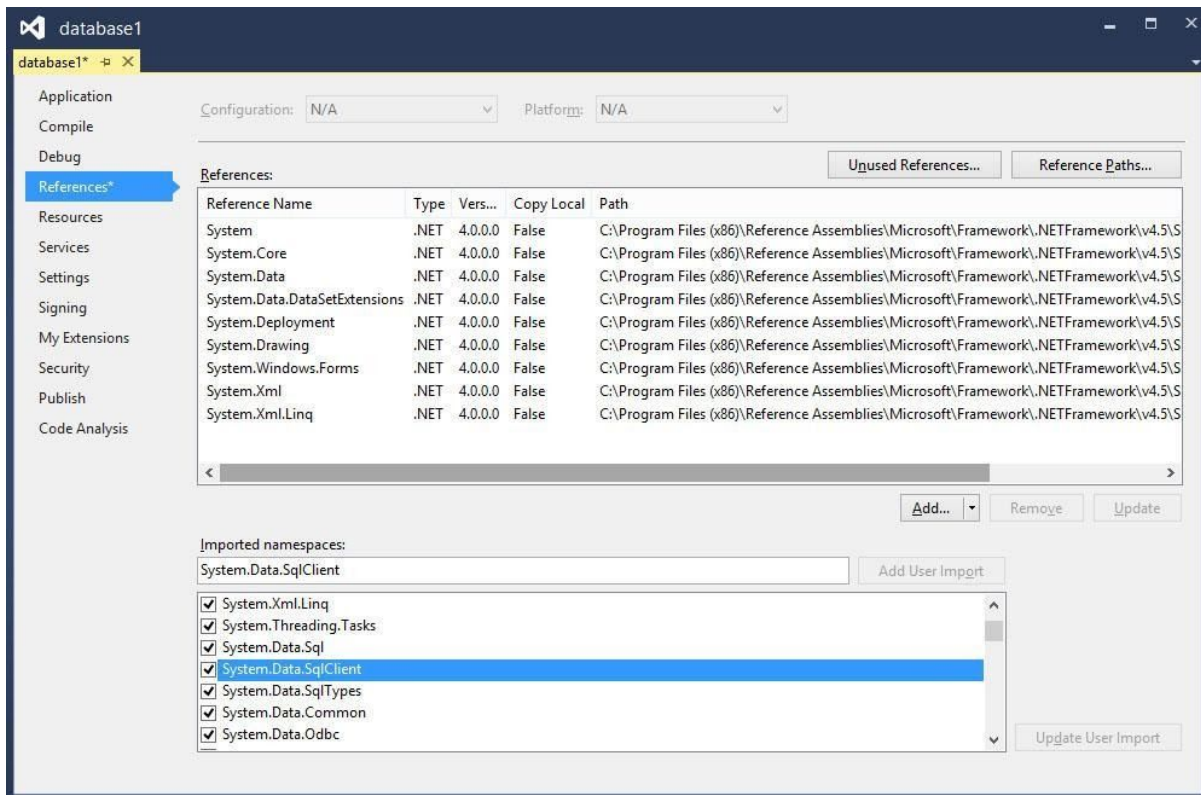 database1
database1*
Application
Compile
Debug
References*
Resources
Services
Settings
Signing
My Extensions
Security
Publish
Code Analysis
Configuration: N/A Platform: N/A
Unused References... Reference Paths...
References:
Reference Name Type Vers... Copy Local Path
System .NET 4.0.0.0 False C:\Program Files (x86)\Reference Assemblies\Microsoft\Framework\.NETFramework\v4.5\S
System.Core .NET 4.0.0.0 False C:\Program Files (x86)\Reference Assemblies\Microsoft\Framework\.NETFramework\v4.5\S
System.Data .NET 4.0.0.0 False C:\Program Files (x86)\Reference Assemblies\Microsoft\Framework\.NETFramework\v4.5\S
System.Data.DataSetExtensions .NET 4.0.0.0 False C:\Program Files (x86)\Reference Assemblies\Microsoft\Framework\.NETFramework\v4.5\S
System.Deployment .NET 4.0.0.0 False C:\Program Files (x86)\Reference Assemblies\Microsoft\Framework\.NETFramework\v4.5\S
System.Drawing .NET 4.0.0.0 False C:\Program Files (x86)\Reference Assemblies\Microsoft\Framework\.NETFramework\v4.5\S
System.Windows.Forms .NET 4.0.0.0 False C:\Program Files (x86)\Reference Assemblies\Microsoft\Framework\.NETFramework\v4.5\S
System.Xml .NET 4.0.0.0 False C:\Program Files (x86)\Reference Assemblies\Microsoft\Framework\.NETFramework\v4.5\S
System.Xml.Linq .NET 4.0.0.0 False C:\Program Files (x86)\Reference Assemblies\Microsoft\Framework\.NETFramework\v4.5\S
Add... Remove Update
Imported namespaces:
System.Data.SqlClient Add User Import
System.Xml.Linq
System.Threading.Tasks
System.Data.Sql
System.Data.SqlClient
System.Data.SqlTypes
System.Data.Common
System.Data.Odbc
Update User Import